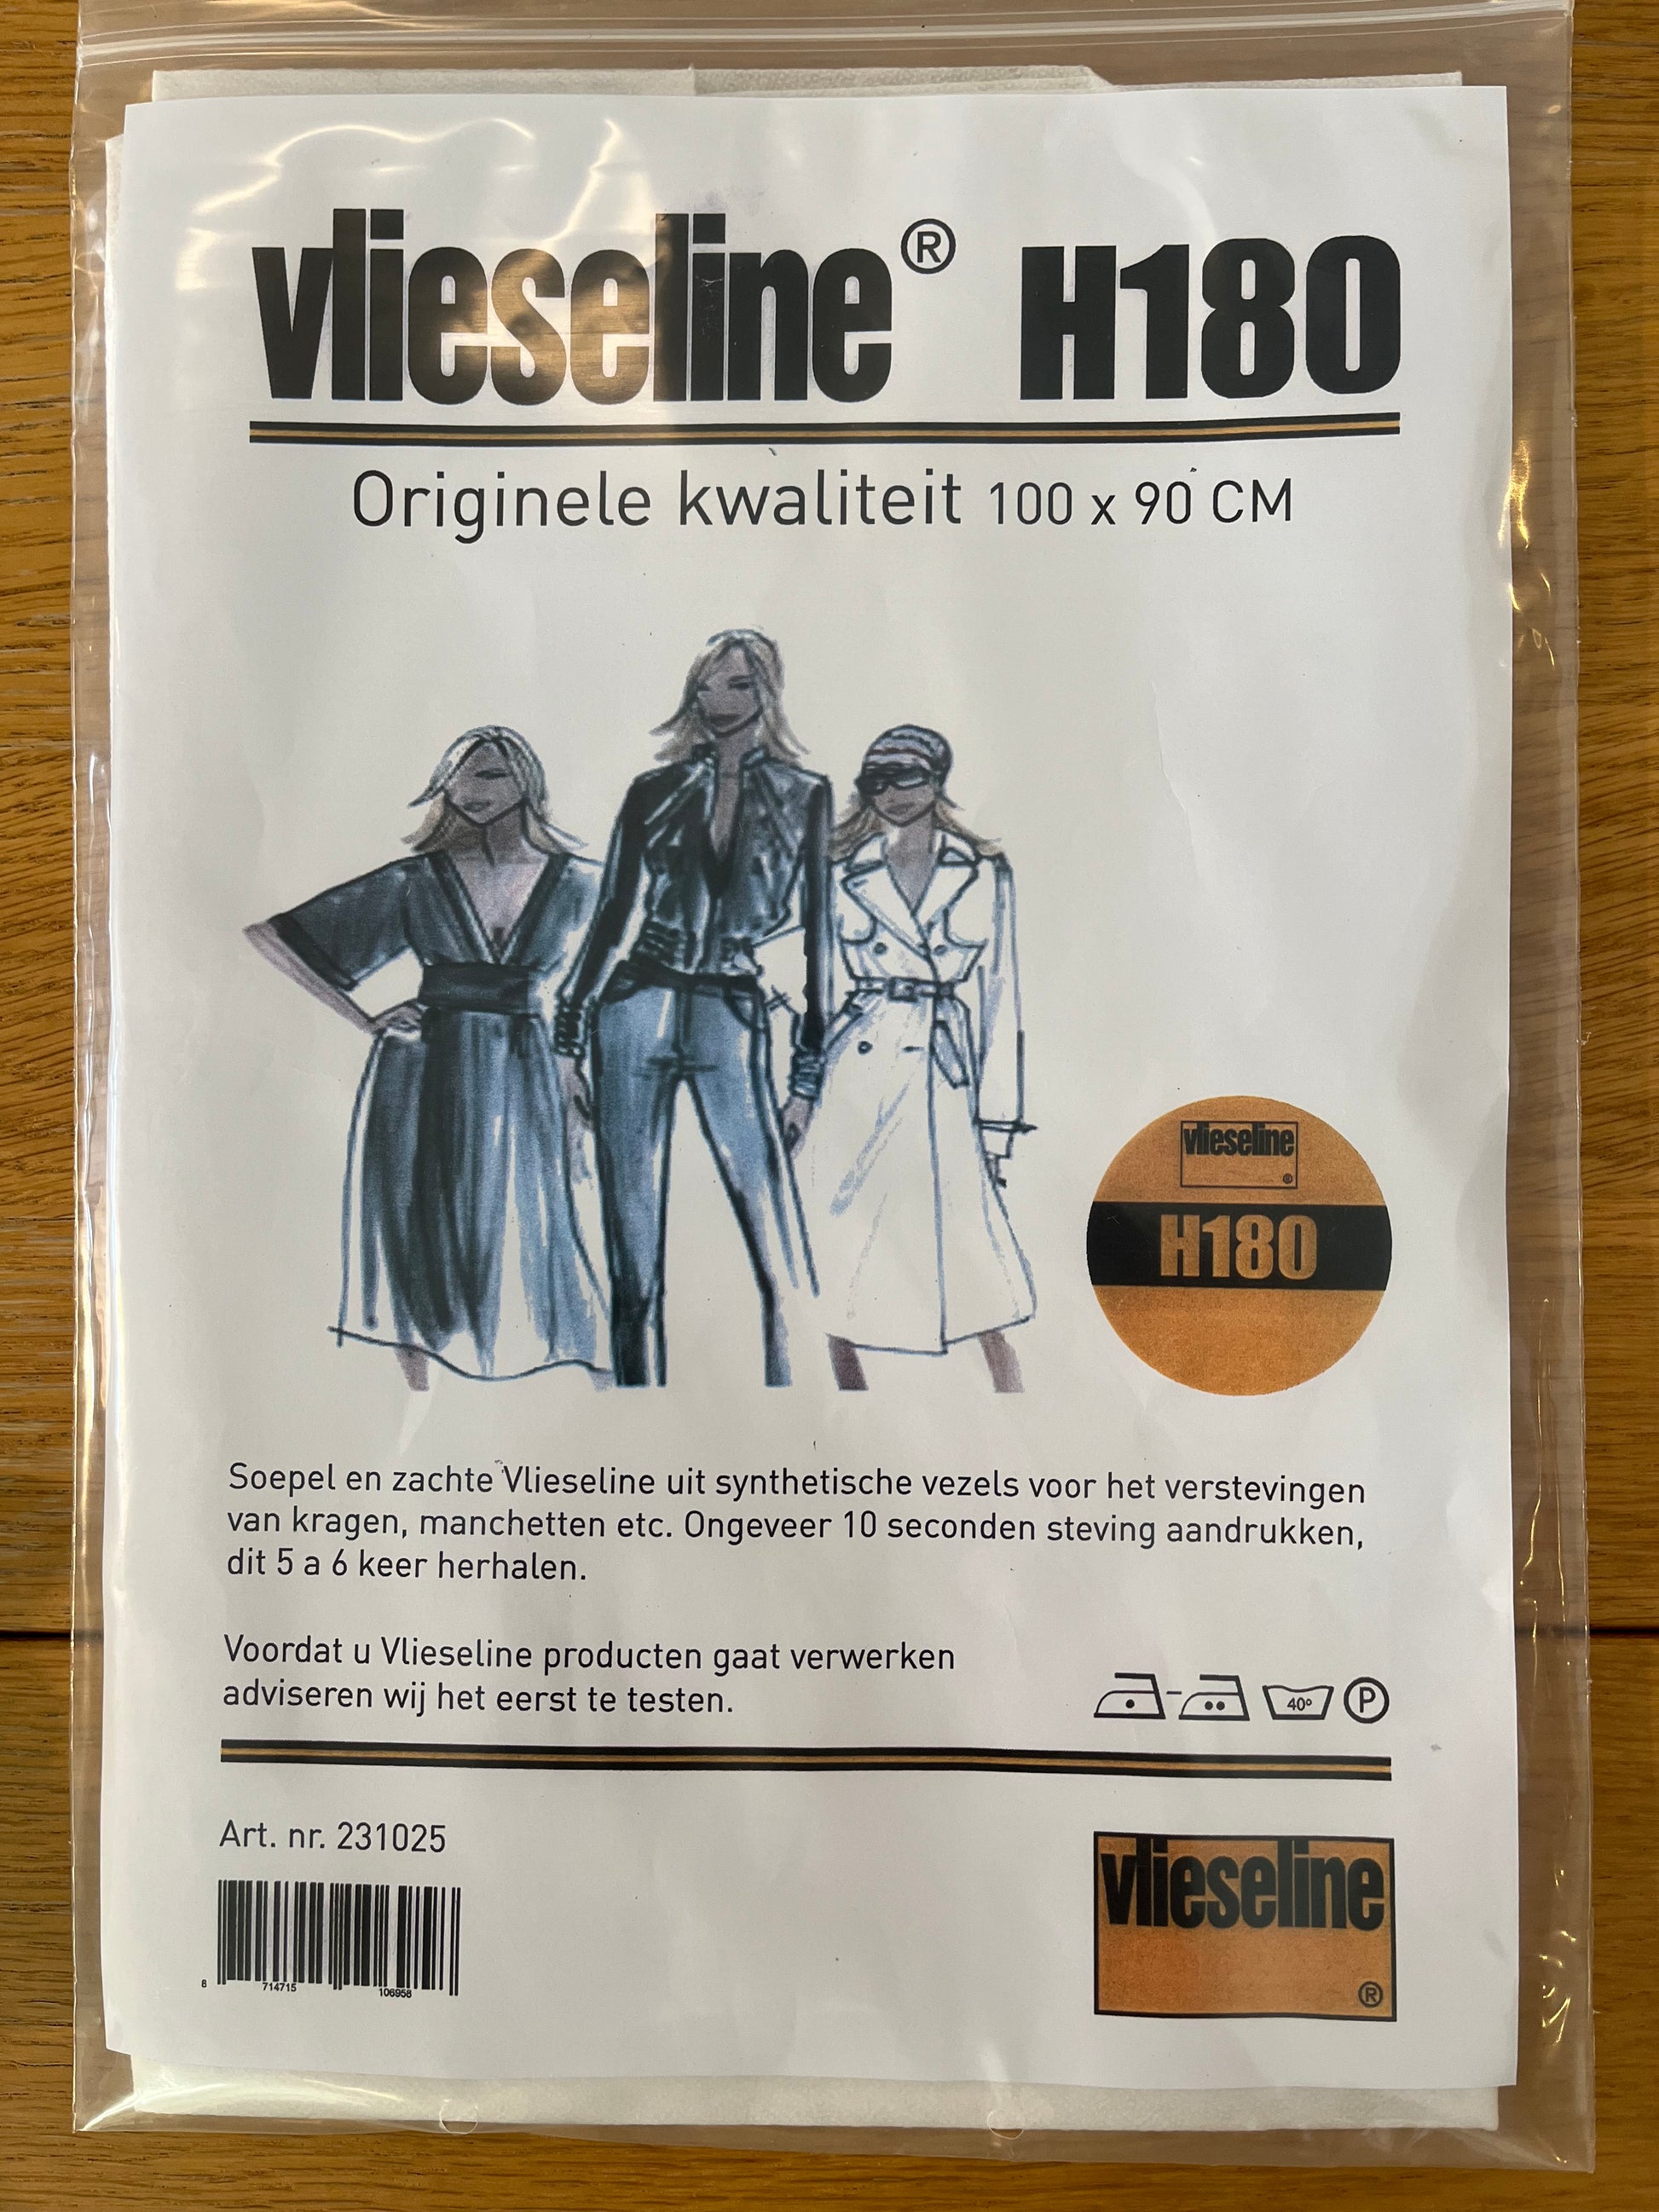 vlieseline® H180
Originele kwaliteit 100 x 90 CM
vlieseline
®
H180
Soepel en zachte Vlieseline uit synthetische vezels voor het verstevingen
van kragen, manchetten etc. Ongeveer 10 seconden steving aandrukken,
dit 5 a 6 keer herhalen.
Voordat u Vlieseline producten gaat verwerken
adviseren wij het eerst te testen.
40° P
Art. nr. 231025
8 714715 106958
vlieseline
®